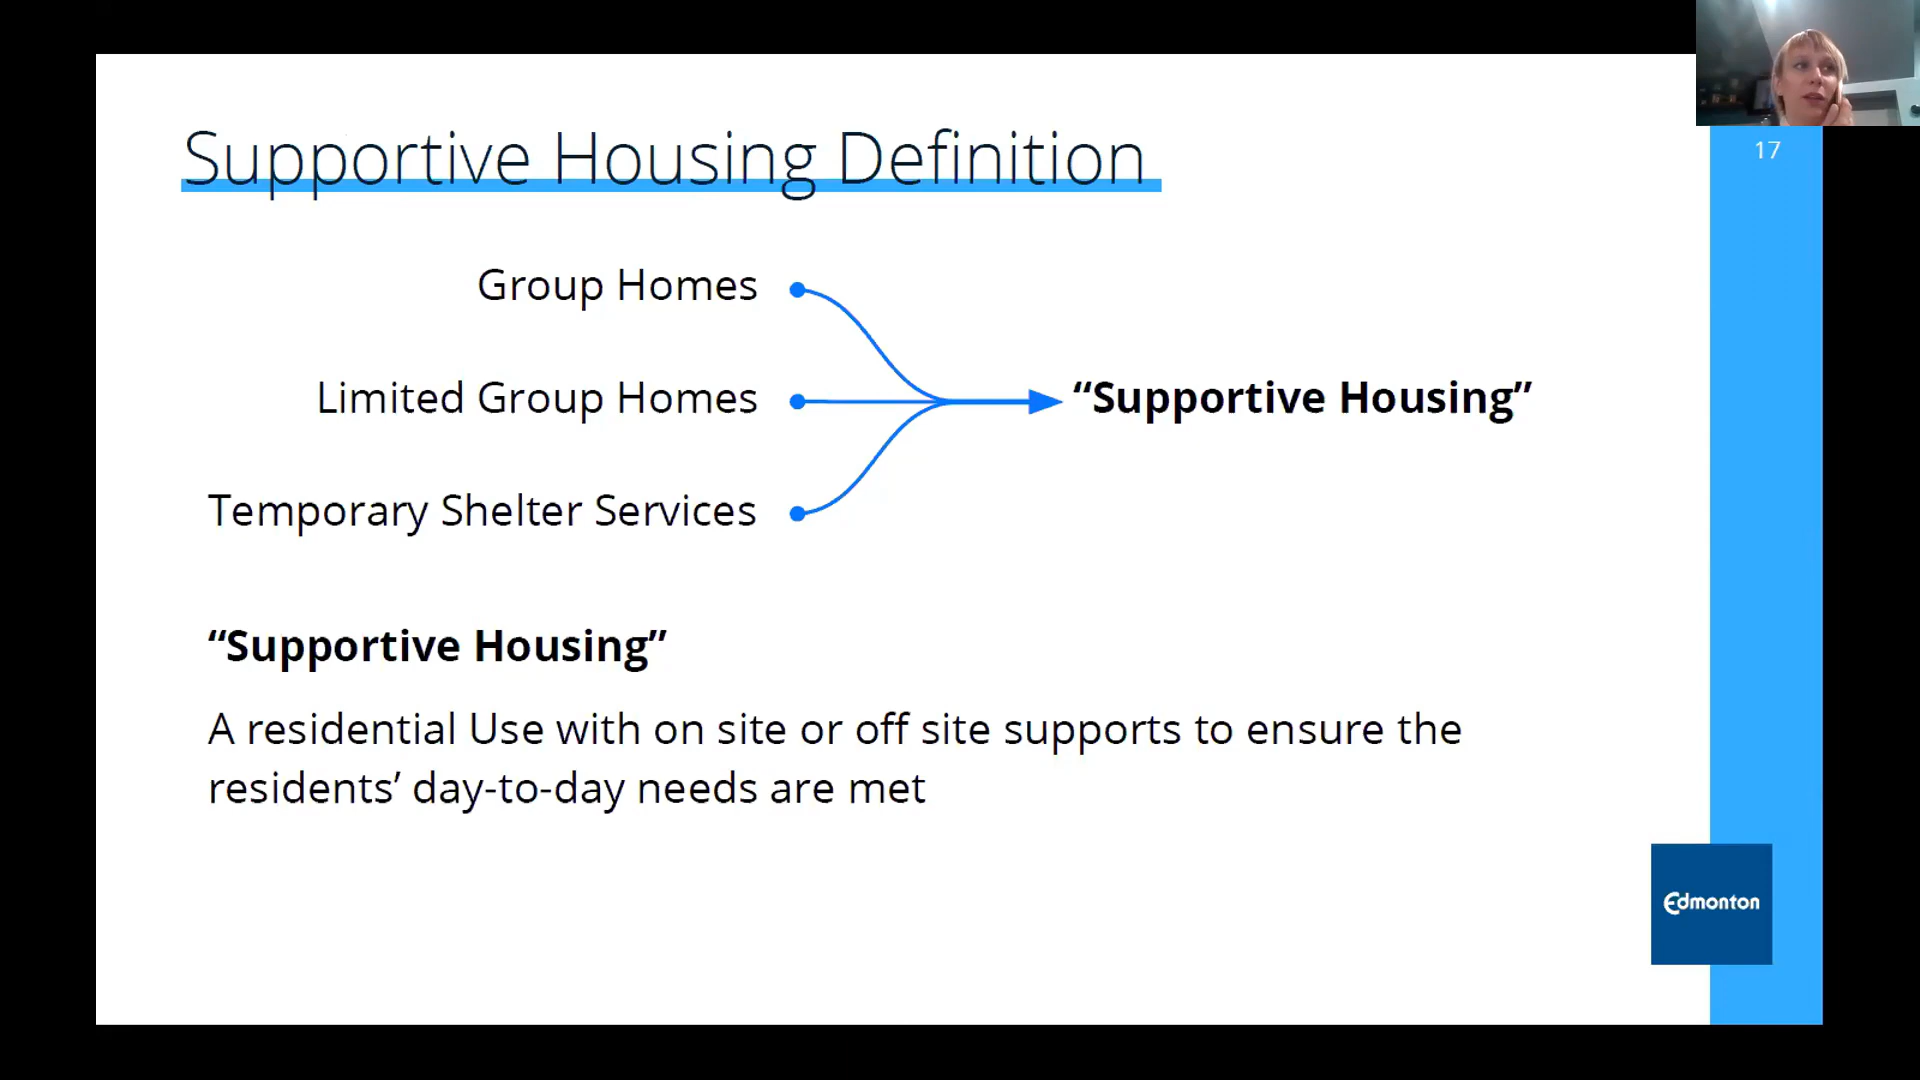 17
Supportive Housing Definition
Group Homes
Limited Group Homes
“Supportive Housing”
Temporary Shelter Services
“Supportive Housing”
A residential Use with on site or off site supports to ensure the
residents’ day-to-day needs are met
Edmonton